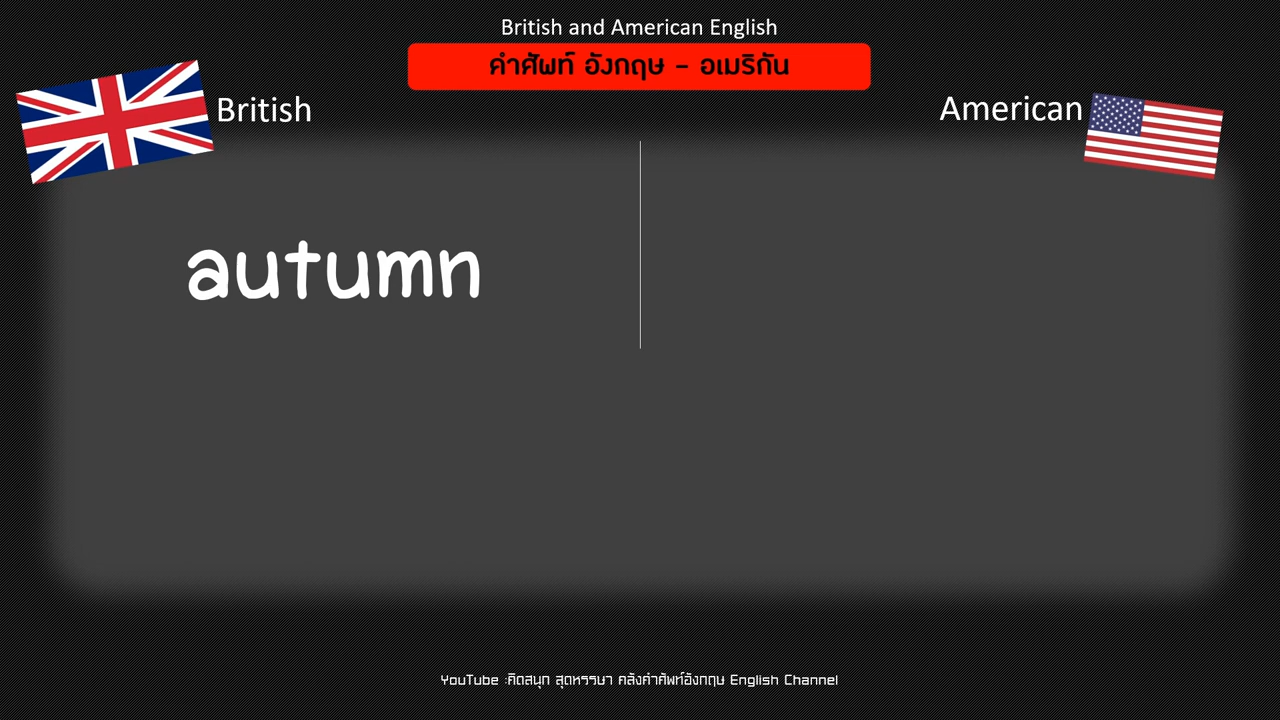 British and American English
คำศัพท์ อังกฤษ - อเมริกัน
British
American
autumn
YouTube :คิดสนุก สุดหรรษา คลังคำศัพท์อังกฤษ English Channel